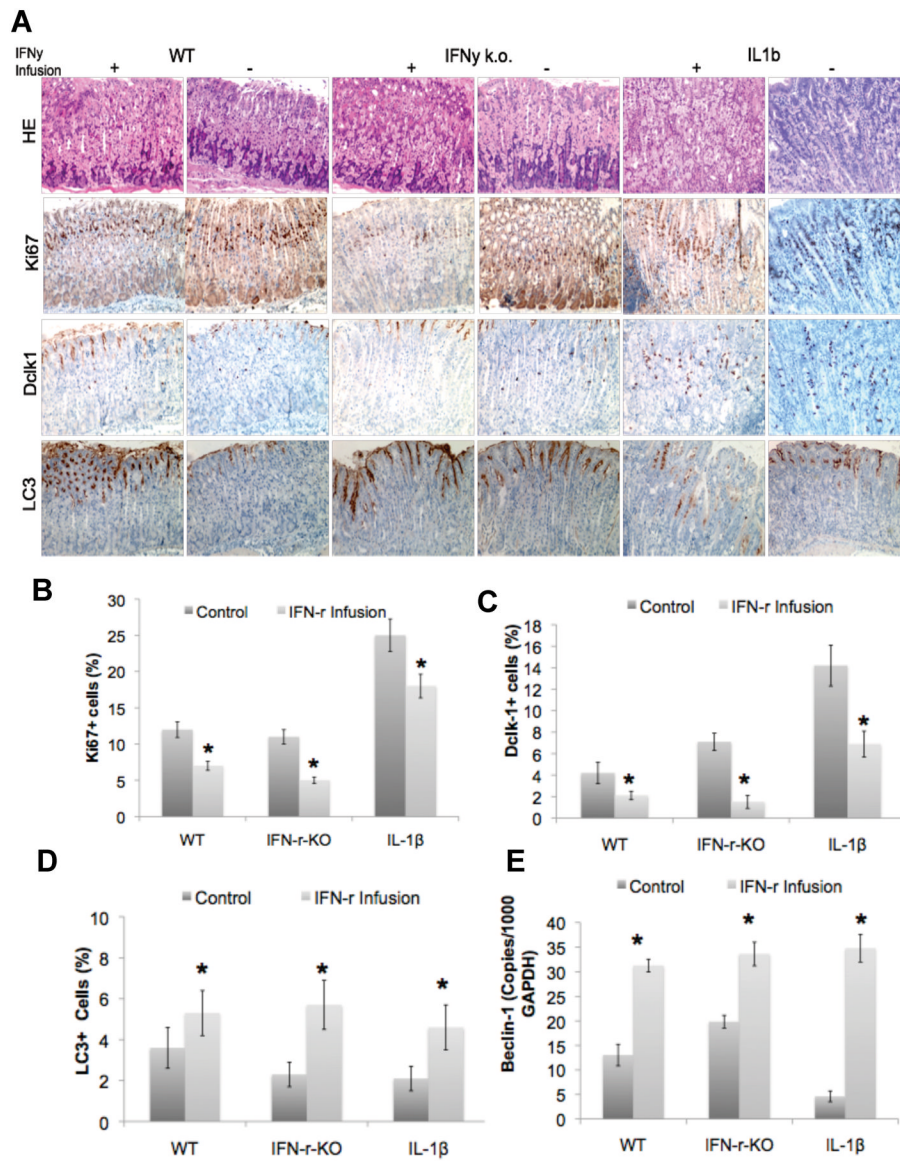 A
IFNy Infusion
WT
IFNy k.o.
IL1b
+ - + - + -
HE
Ki67
Dclk1
LC3
B
Control
IFN-r Infusion
Ki67+ cells (%)
30
25
20
15
10
5
0
*
*
*
WT
IFN-r-KO
IL-1β
C
Control
IFN-r Infusion
Dclk-1+ cells (%)
18
16
14
12
10
8
6
4
2
0
*
*
*
WT
IFN-r-KO
IL-1β
D
Control
IFN-r Infusion
LC3+ Cells (%)
10
8
6
4
2
0
*
*
*
WT
IFN-r-KO
IL-1β
E
Control
IFN-r Infusion
Beclin-1 (Copies/1000
GAPDH)
40
35
30
25
20
15
10
5
0
*
*
*
WT
IFN-r-KO
IL-1β